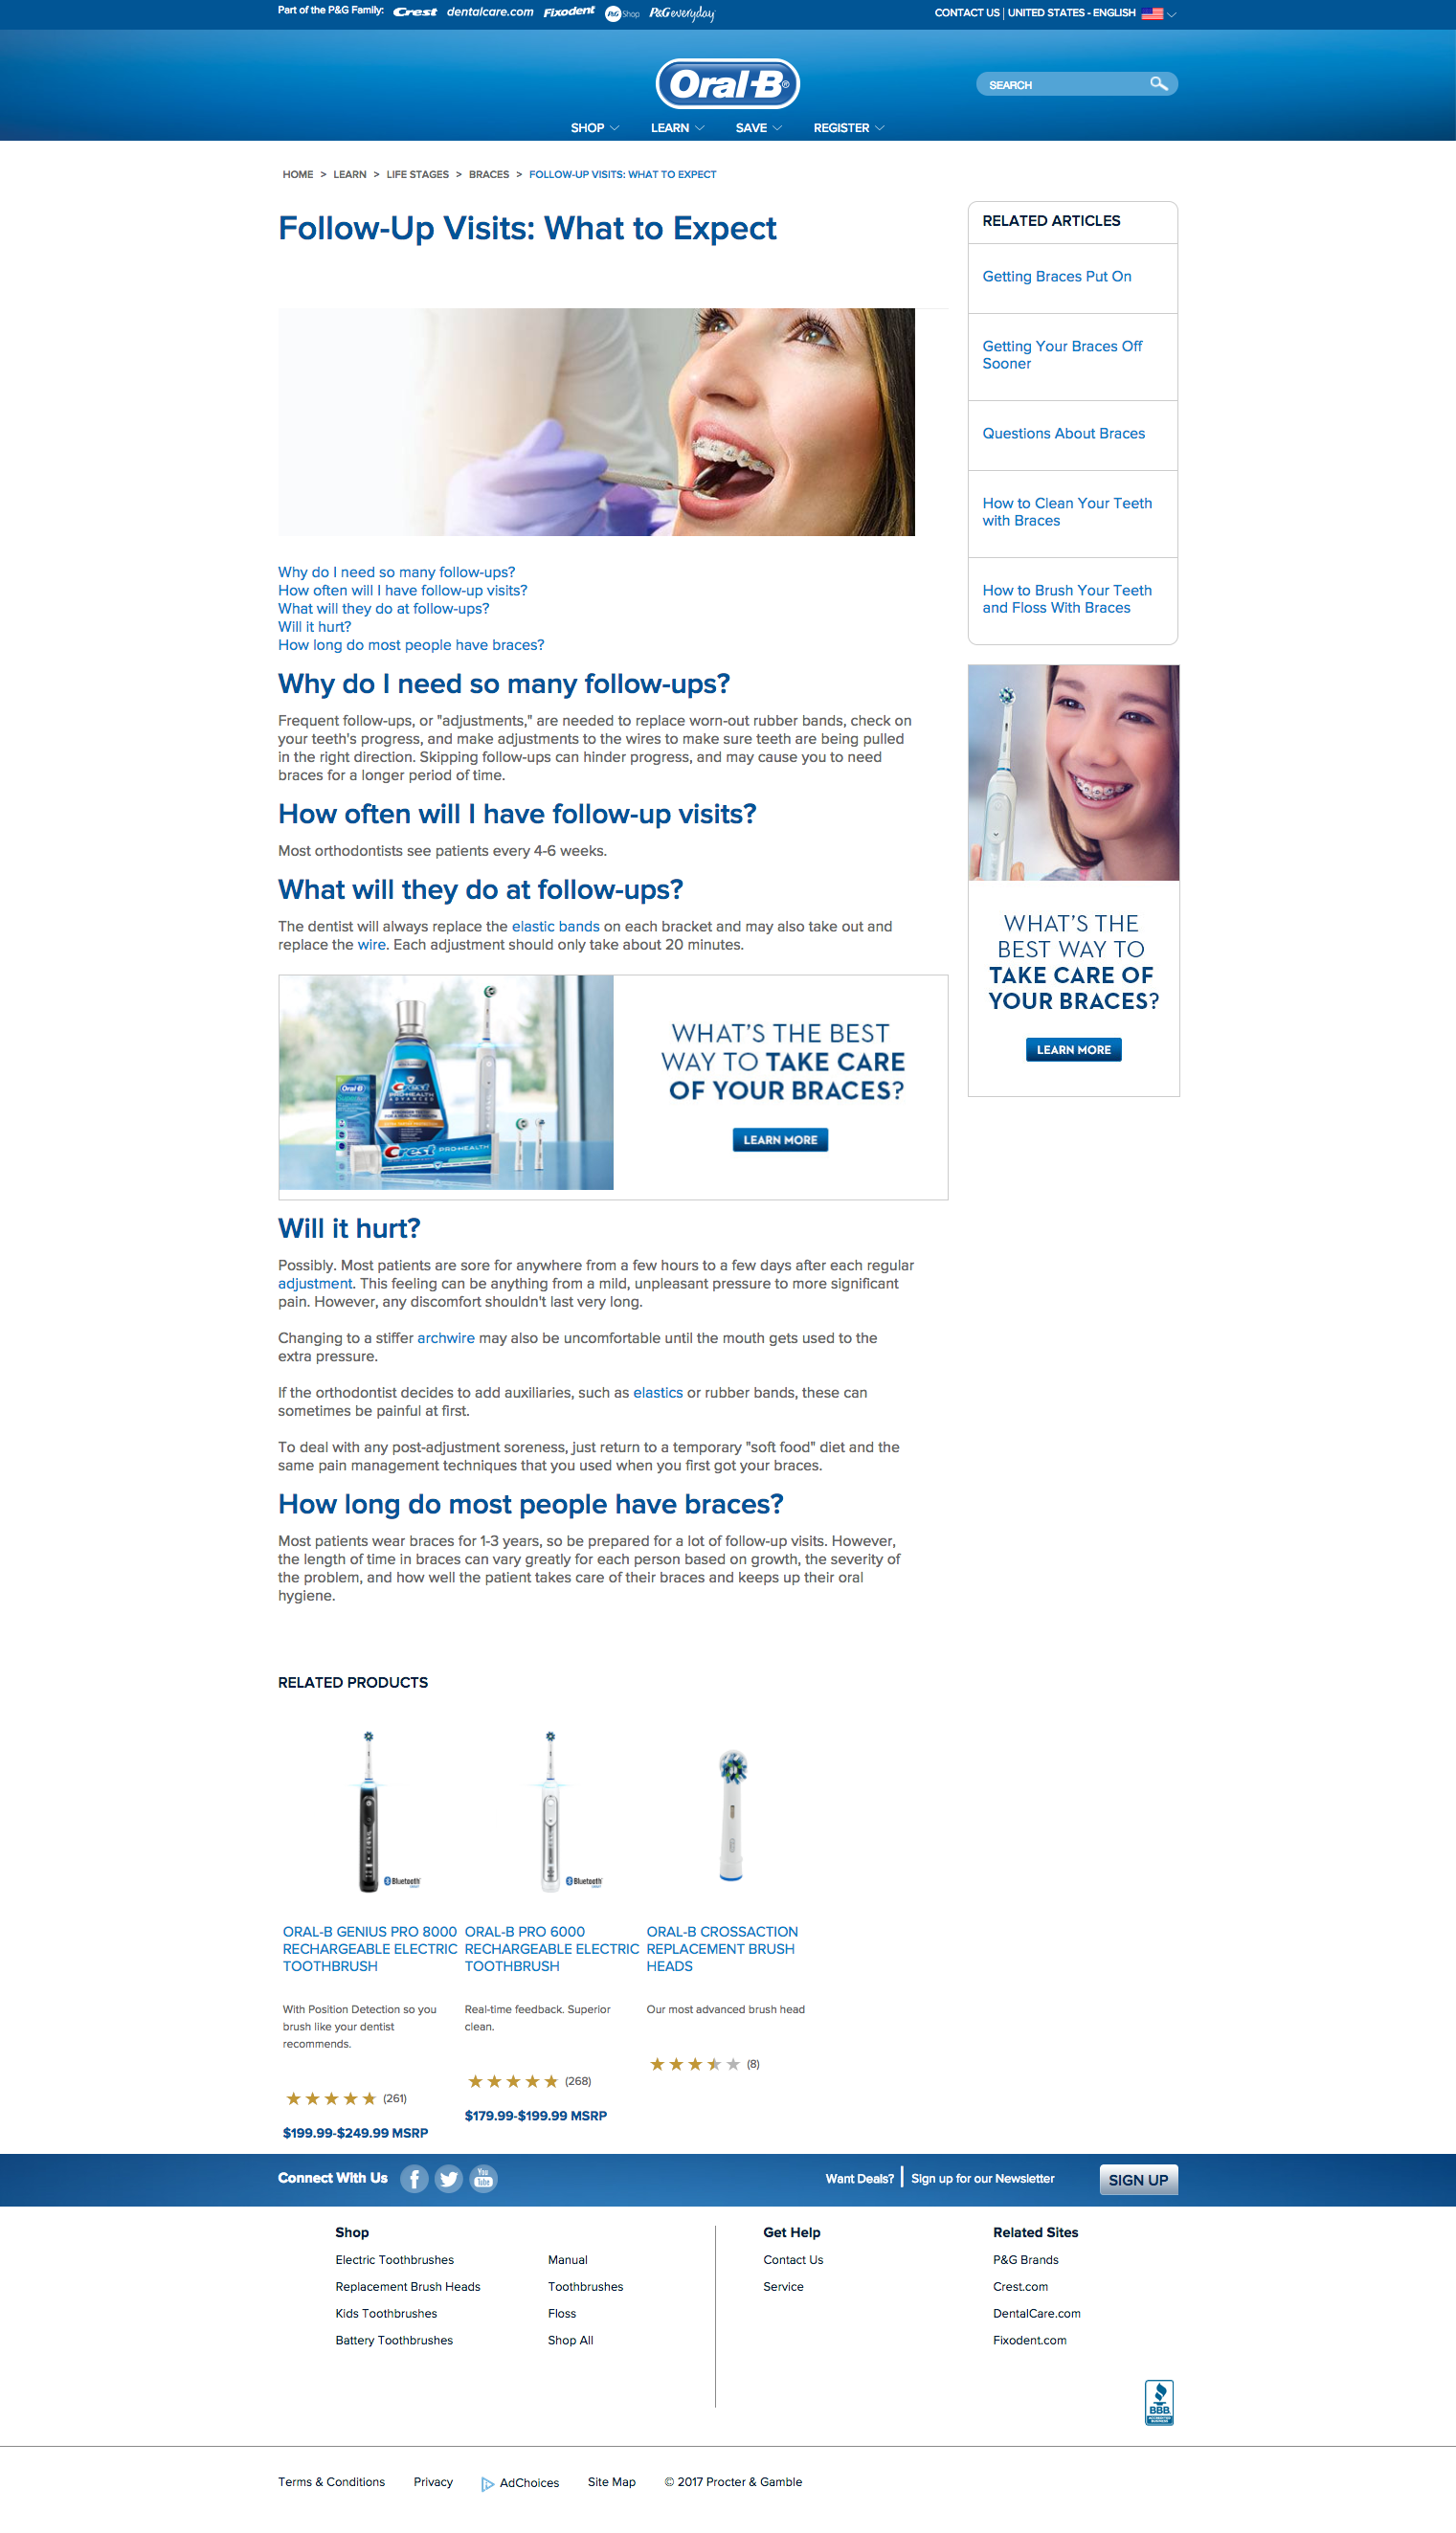 Part of the P&G Family: Crest dentalcare.com Fixodent P&G Shop P&G everyday
CONTACT US | UNITED STATES - ENGLISH
Oral-B®
SEARCH
SHOP LEARN SAVE REGISTER
HOME > LEARN > LIFE STAGES > BRACES > FOLLOW-UP VISITS: WHAT TO EXPECT
Follow-Up Visits: What to Expect
Why do I need so many follow-ups?
How often will I have follow-up visits?
What will they do at follow-ups?
Will it hurt?
How long do most people have braces?
Why do I need so many follow-ups?
Frequent follow-ups, or "adjustments," are needed to replace worn-out rubber bands, check on
your teeth's progress, and make adjustments to the wires to make sure teeth are being pulled
in the right direction. Skipping follow-ups can hinder progress, and may cause you to need
braces for a longer period of time.
How often will I have follow-up visits?
Most orthodontists see patients every 4-6 weeks.
What will they do at follow-ups?
The dentist will always replace the elastic bands on each bracket and may also take out and
replace the wire. Each adjustment should only take about 20 minutes.
Oral-B
Crest
PRO-HEALTH
ADVANCED
Crest PRO-HEALTH
WHAT'S THE BEST
WAY TO TAKE CARE
OF YOUR BRACES?
LEARN MORE
Will it hurt?
Possibly. Most patients are sore for anywhere from a few hours to a few days after each regular
adjustment. This feeling can be anything from a mild, unpleasant pressure to more significant
pain. However, any discomfort shouldn't last very long.
Changing to a stiffer archwire may also be uncomfortable until the mouth gets used to the
extra pressure.
If the orthodontist decides to add auxiliaries, such as elastics or rubber bands, these can
sometimes be painful at first.
To deal with any post-adjustment soreness, just return to a temporary "soft food" diet and the
same pain management techniques that you used when you first got your braces.
How long do most people have braces?
Most patients wear braces for 1-3 years, so be prepared for a lot of follow-up visits. However,
the length of time in braces can vary greatly for each person based on growth, the severity of
the problem, and how well the patient takes care of their braces and keeps up their oral
hygiene.
RELATED ARTICLES
Getting Braces Put On
Getting Your Braces Off
Sooner
Questions About Braces
How to Clean Your Teeth
with Braces
How to Brush Your Teeth
and Floss With Braces
WHAT'S THE
BEST WAY TO
TAKE CARE OF
YOUR BRACES?
LEARN MORE
RELATED PRODUCTS
Bluetooth
ORAL-B GENIUS PRO 8000
RECHARGEABLE ELECTRIC
TOOTHBRUSH
With Position Detection so you
brush like your dentist
recommends.
(261)
$199.99-$249.99 MSRP
Bluetooth
ORAL-B PRO 6000
RECHARGEABLE ELECTRIC
TOOTHBRUSH
Real-time feedback. Superior
clean.
(268)
$179.99-$199.99 MSRP
ORAL-B CROSSACTION
REPLACEMENT BRUSH
HEADS
Our most advanced brush head
(8)
Connect With Us
You
Tube
Want Deals? | Sign up for our Newsletter
SIGN UP
Shop
Electric Toothbrushes
Replacement Brush Heads
Kids Toothbrushes
Battery Toothbrushes
Manual
Toothbrushes
Floss
Shop All
Get Help
Contact Us
Service
Related Sites
P&G Brands
Crest.com
DentalCare.com
Fixodent.com
BBB
Terms & Conditions Privacy AdChoices Site Map © 2017 Procter & Gamble